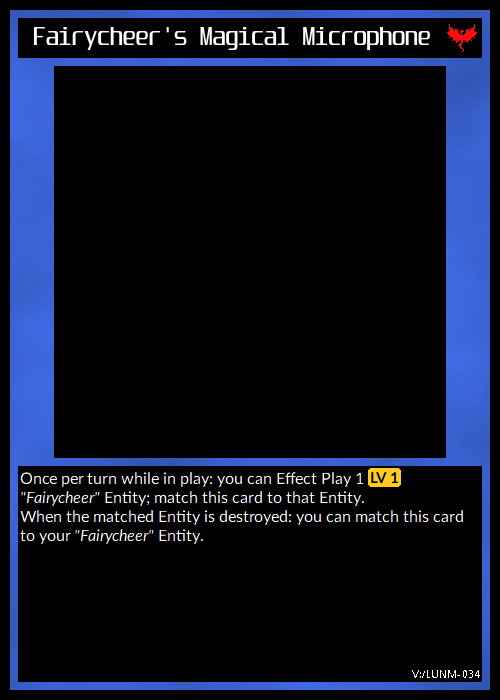 Fairycheer's Magical Microphone
Once per turn while in play: you can Effect Play 1 LV 1
"Fairycheer" Entity; match this card to that Entity.
When the matched Entity is destroyed: you can match this card
to your "Fairycheer" Entity.
V:/LUNM-034